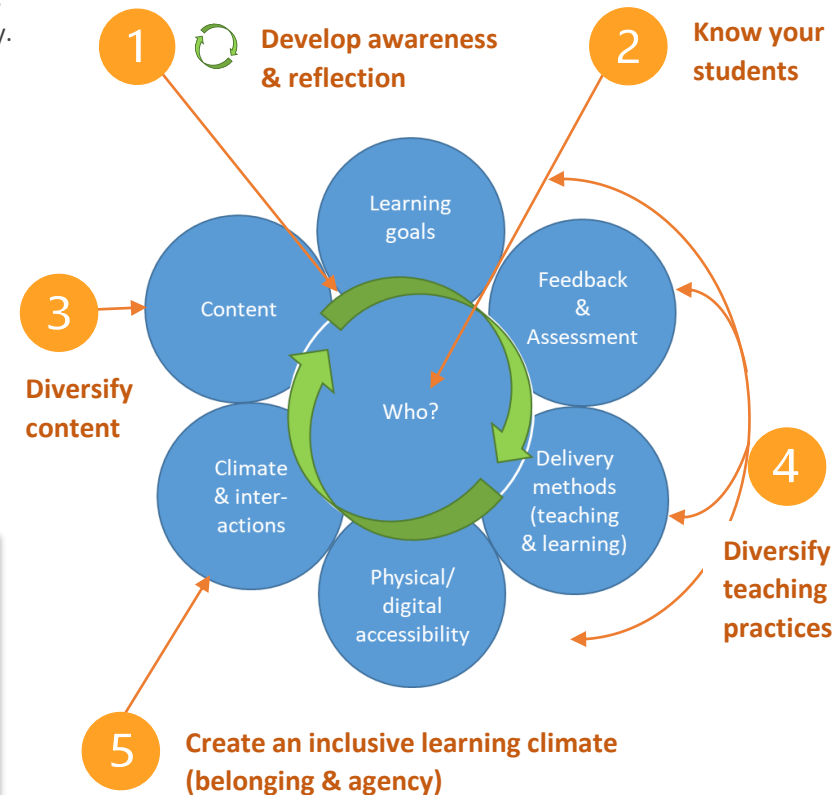 y.
1
Develop awareness
& reflection
2
Know your
students
Learning
goals
Feedback
&
Assessment
Content
3
Diversify
content
Who?
Climate
& inter-
actions
Delivery
methods
(teaching
& learning)
4
Diversify
teaching
practices
Physical/
digital
accessibility
5
Create an inclusive learning climate
(belonging & agency)